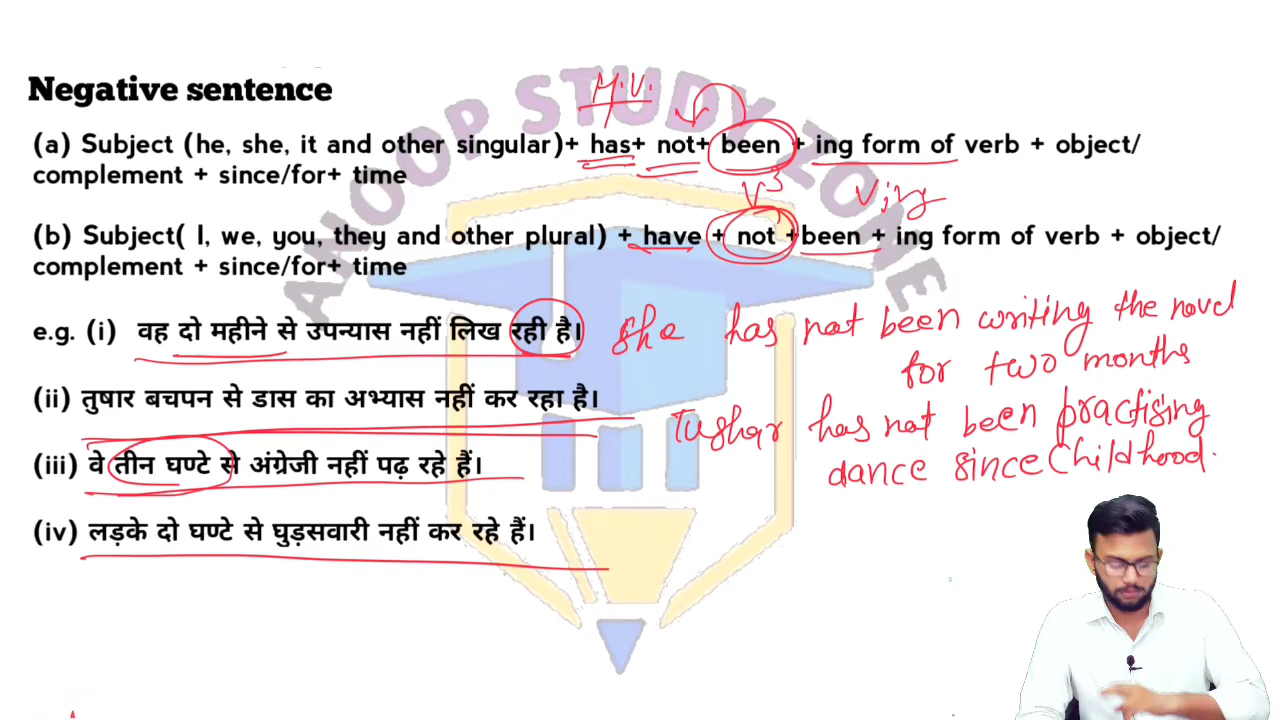 Negative sentence
M.V.
(a) Subject (he, she, it and other singular)+ has+ not+ been + ing form of verb + object/
complement + since/for+ time
V3
Ving
(b) Subject( I, we, you, they and other plural) + have + not +been + ing form of verb + object/
complement + since/for+ time
e.g. (i) वह दो महीने से उपन्यास नहीं लिख रही है।
she has not been writing the novel
for two months
(ii) तुषार बचपन से डास का अभ्यास नहीं कर रहा है।
Tushar has not been practising
dance since childhood.
(iii) वे तीन घण्टे से अंग्रेजी नहीं पढ़ रहे हैं।
(iv) लड़के दो घण्टे से घुड़सवारी नहीं कर रहे हैं।
ANOOP STUDY ZONE